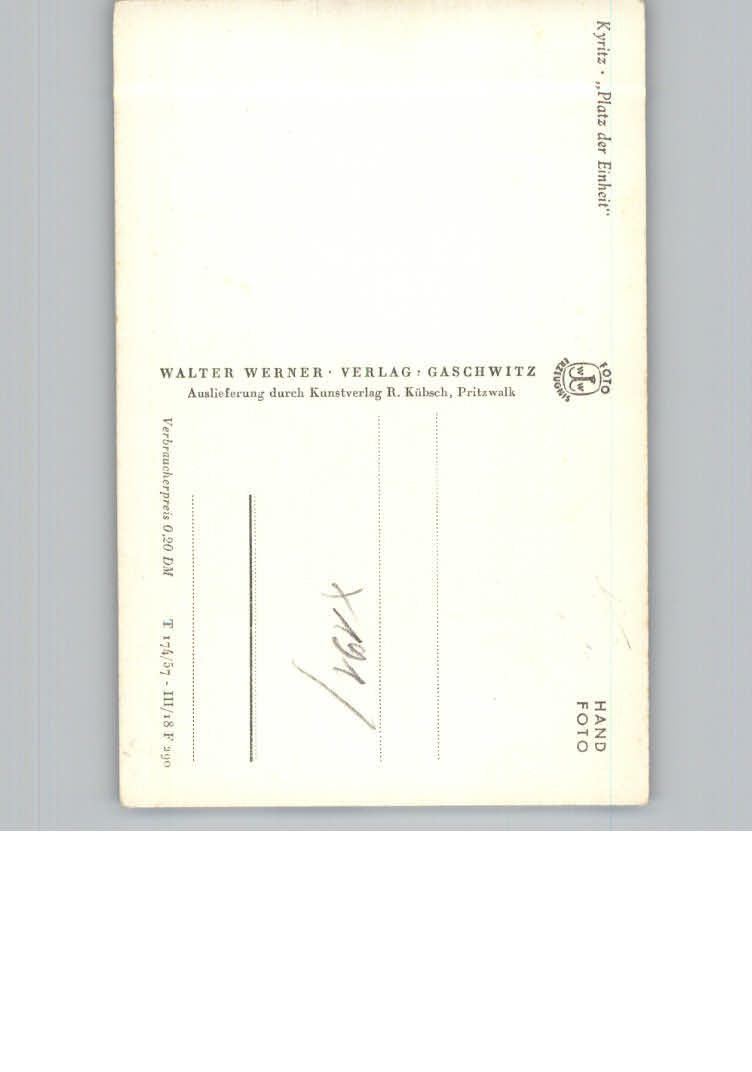 Kyritz · „Platz der Einheit“
WALTER WERNER · VERLAG · GASCHWITZ
Auslieferung durch Kunstverlag R. Kübsch, Pritzwalk
FOTO
W W
ERZEUGNIS
HAND
FOTO
Verbraucherpreis 0,20 DM T 174/57 - III/18 F 290